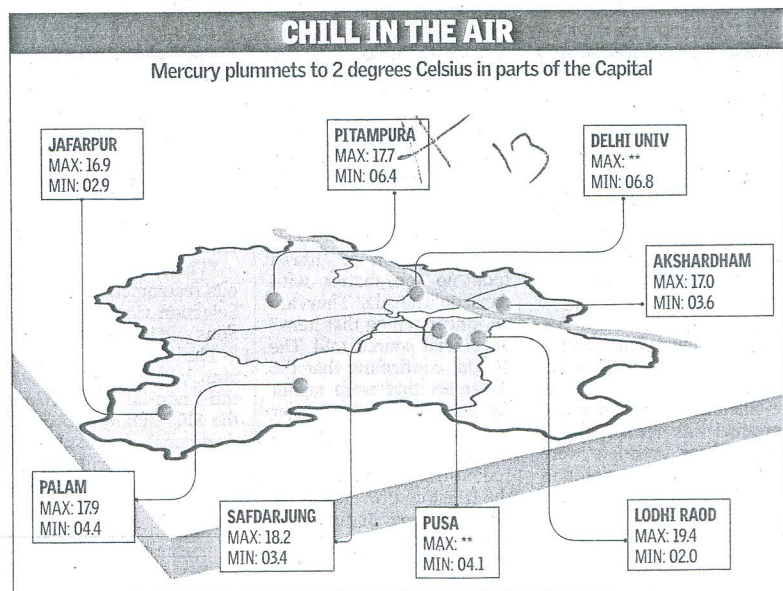 CHILL IN THE AIR
Mercury plummets to 2 degrees Celsius in parts of the Capital
JAFARPUR
MAX: 16.9
MIN: 02.9
PITAMPURA
MAX: 17.7
MIN: 06.4
13
DELHI UNIV
MAX: **
MIN: 06.8
AKSHARDHAM
MAX: 17.0
MIN: 03.6
PALAM
MAX: 17.9
MIN: 04.4
SAFDARJUNG
MAX: 18.2
MIN: 03.4
PUSA
MAX: **
MIN: 04.1
LODHI RAOD
MAX: 19.4
MIN: 02.0